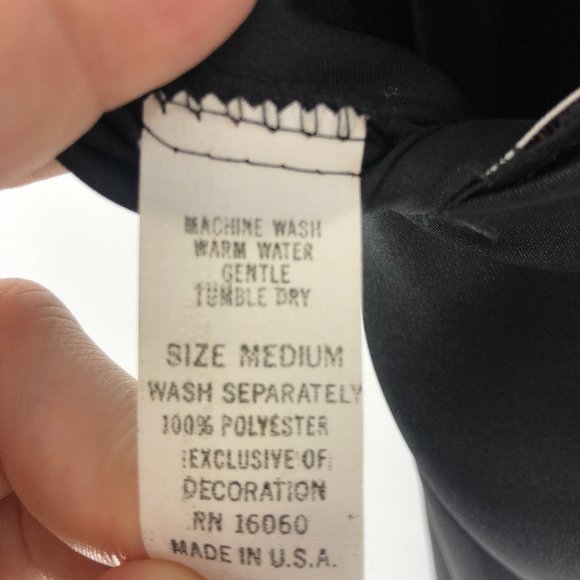 MACHINE WASH
WARM WATER
GENTLE
TUMBLE DRY
SIZE MEDIUM
WASH SEPARATELY
100% POLYESTER
EXCLUSIVE OF
DECORATION
RN 16060
MADE IN U.S.A.